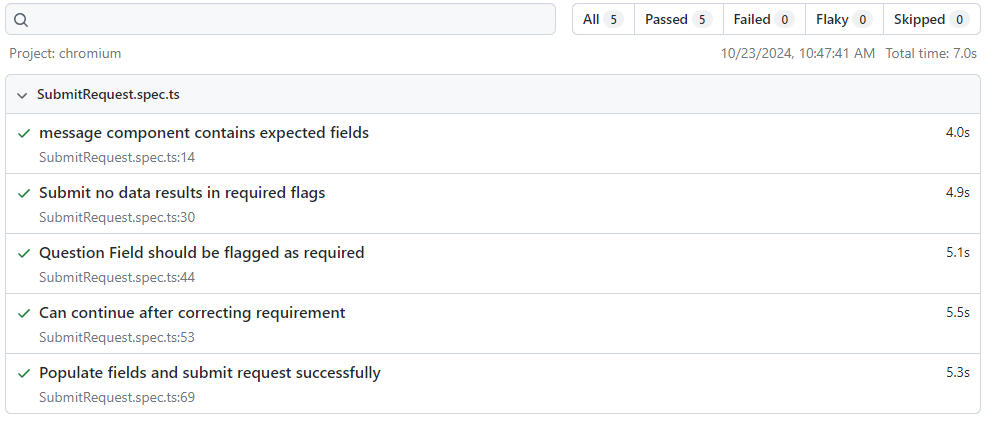 All 5 Passed 5 Failed 0 Flaky 0 Skipped 0
Project: chromium 10/23/2024, 10:47:41 AM Total time: 7.0s
SubmitRequest.spec.ts
message component contains expected fields 4.0s
SubmitRequest.spec.ts:14
Submit no data results in required flags 4.9s
SubmitRequest.spec.ts:30
Question Field should be flagged as required 5.1s
SubmitRequest.spec.ts:44
Can continue after correcting requirement 5.5s
SubmitRequest.spec.ts:53
Populate fields and submit request successfully 5.3s
SubmitRequest.spec.ts:69